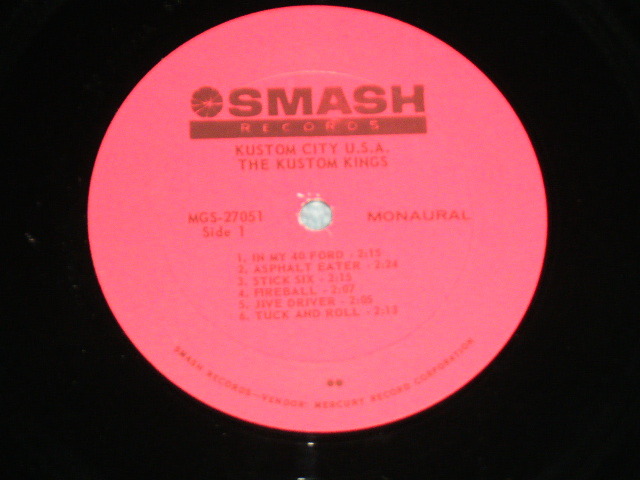 SMASH
RECORDS
KUSTOM CITY U.S.A.
THE KUSTOM KINGS
MGS-27051 MONAURAL
Side 1
1. IN MY 40 FORD - 2:15
2. ASPHALT EATER - 2:24
3. STICK SIX - 2:15
4. FIREBALL - 2:07
5. JIVE DRIVER - 2:05
6. TUCK AND ROLL - 2:12
SMASH RECORDS—VENDOR: MERCURY RECORD CORPORATION